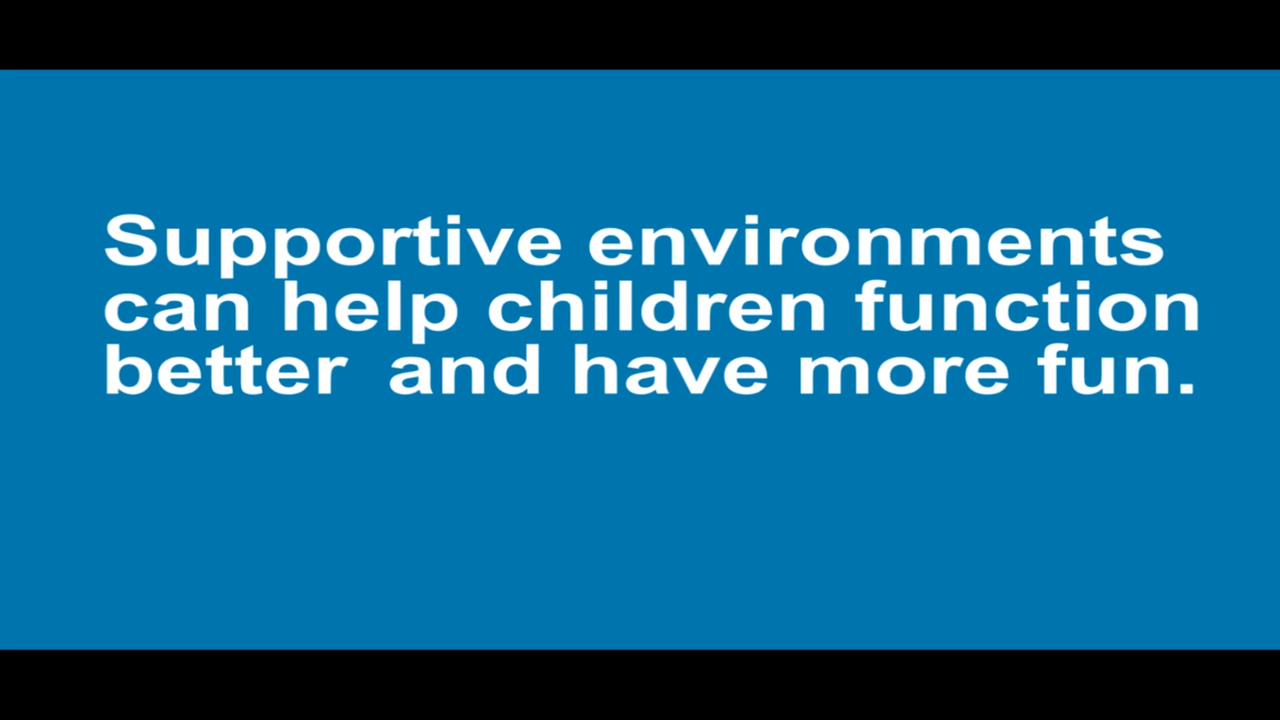 Supportive environments
can help children function
better and have more fun.